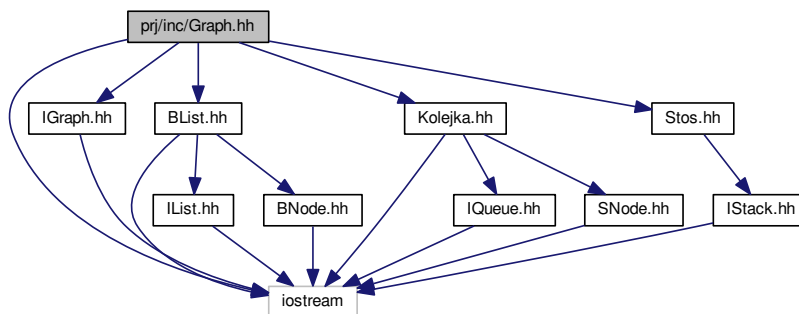 prj/inc/Graph.hh
IGraph.hh
BList.hh
Kolejka.hh
Stos.hh
IList.hh
BNode.hh
IQueue.hh
SNode.hh
IStack.hh
iostream